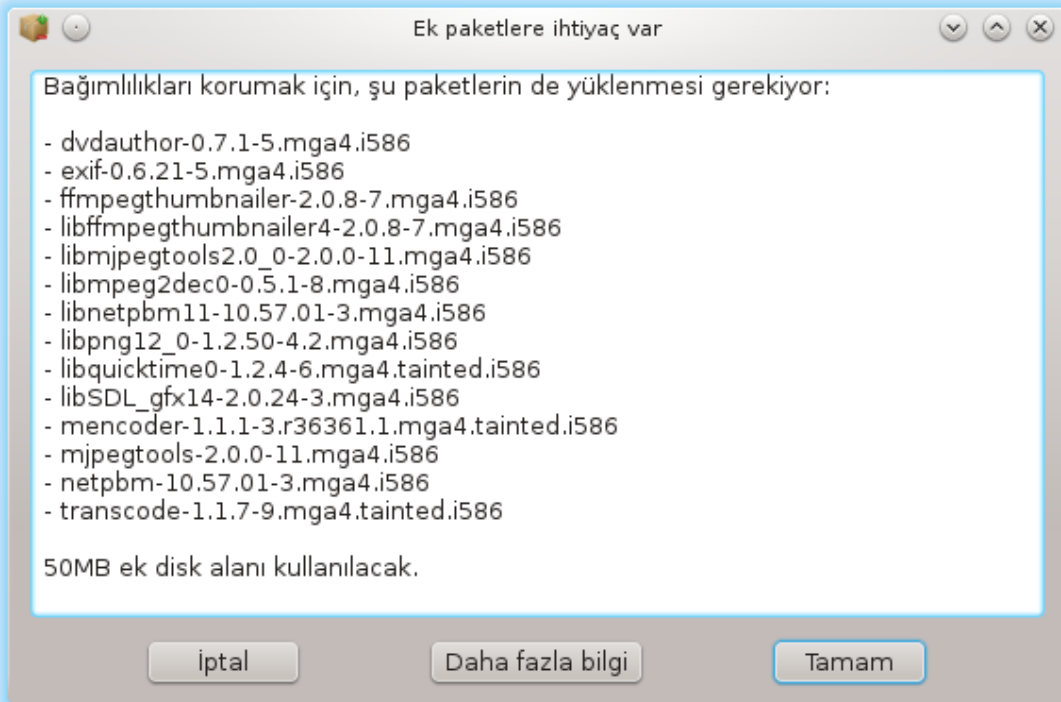 Ek paketlere ihtiyaç var
Bağımlılıkları korumak için, şu paketlerin de yüklenmesi gerekiyor:
- dvdauthor-0.7.1-5.mga4.i586
- exif-0.6.21-5.mga4.i586
- ffmpegthumbnailer-2.0.8-7.mga4.i586
- libffmpegthumbnailer4-2.0.8-7.mga4.i586
- libmjpegtools2.0_0-2.0.0-11.mga4.i586
- libmpeg2dec0-0.5.1-8.mga4.i586
- libnetpbm11-10.57.01-3.mga4.i586
- libpng12_0-1.2.50-4.2.mga4.i586
- libquicktime0-1.2.4-6.mga4.tainted.i586
- libSDL_gfx14-2.0.24-3.mga4.i586
- mencoder-1.1.1-3.r36361.1.mga4.tainted.i586
- mjpegtools-2.0.0-11.mga4.i586
- netpbm-10.57.01-3.mga4.i586
- transcode-1.1.7-9.mga4.tainted.i586
50MB ek disk alanı kullanılacak.
İptal
Daha fazla bilgi
Tamam